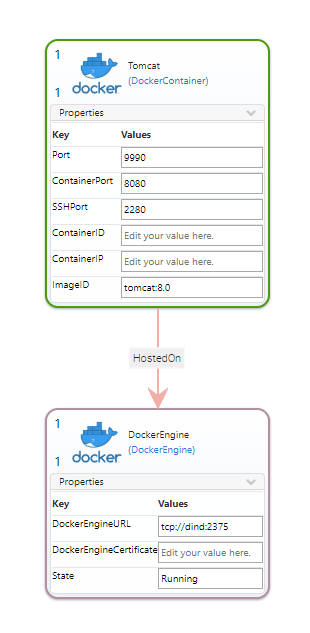 1
Tomcat
(DockerContainer)
docker
1
Properties
Key Values
Port 9990
ContainerPort 8080
SSHPort 2280
ContainerID Edit your value here.
ContainerIP Edit your value here.
ImageID tomcat:8.0
HostedOn
1
DockerEngine
(DockerEngine)
docker
1
Properties
Key Values
DockerEngineURL tcp://dind:2375
DockerEngineCertificate Edit your value here.
State Running